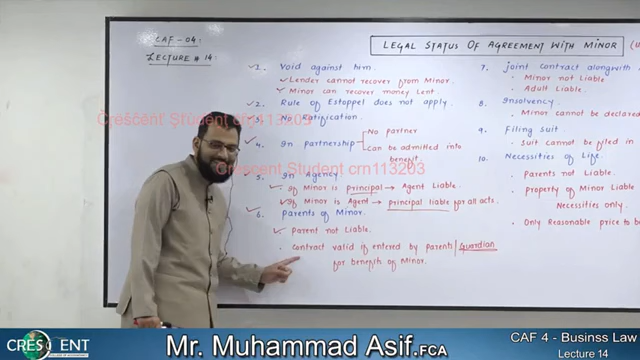 CAF - 04:
LECTURE # 14:
LEGAL STATUS OF AGREEMENT WITH MINOR
1. Void against him.
Lender cannot recover from Minor.
Minor can recover money lent.
2. Rule of Estoppel does not apply.
3. No Ratification.
4. In partnership
No partner
Can be admitted into
benefit.
5. In Agency
If Minor is principal → Agent Liable.
If Minor is Agent → principal liable for all acts.
6. Parents of Minor.
Parent not Liable.
Contract valid if entered by parents / Guardian
for benefits of Minor.
7. Joint contract alongwith
Minor not Liable
Adult Liable.
8. Insolvency
Minor cannot be declared
9. Filing suit
Suit cannot be filed in
10. Necessities of Life.
Parents not Liable.
property of Minor Liable
Necessities only.
Only Reasonable price to be
Crescent Student crn113203
Crescent Student crn113203
CRESCENT
Mr. Muhammad Asif.FCA
CAF 4 - Businss Law
Lecture 14